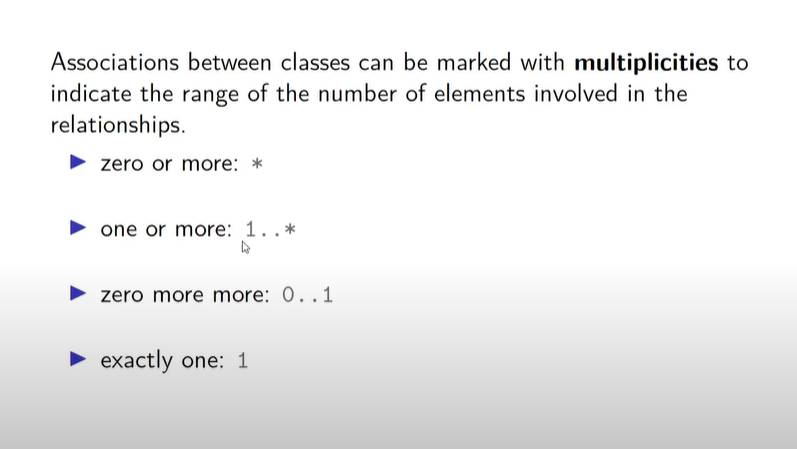 Associations between classes can be marked with multiplicities to
indicate the range of the number of elements involved in the
relationships.
▶ zero or more: *
▶ one or more: 1..*
▶ zero more more: 0..1
▶ exactly one: 1